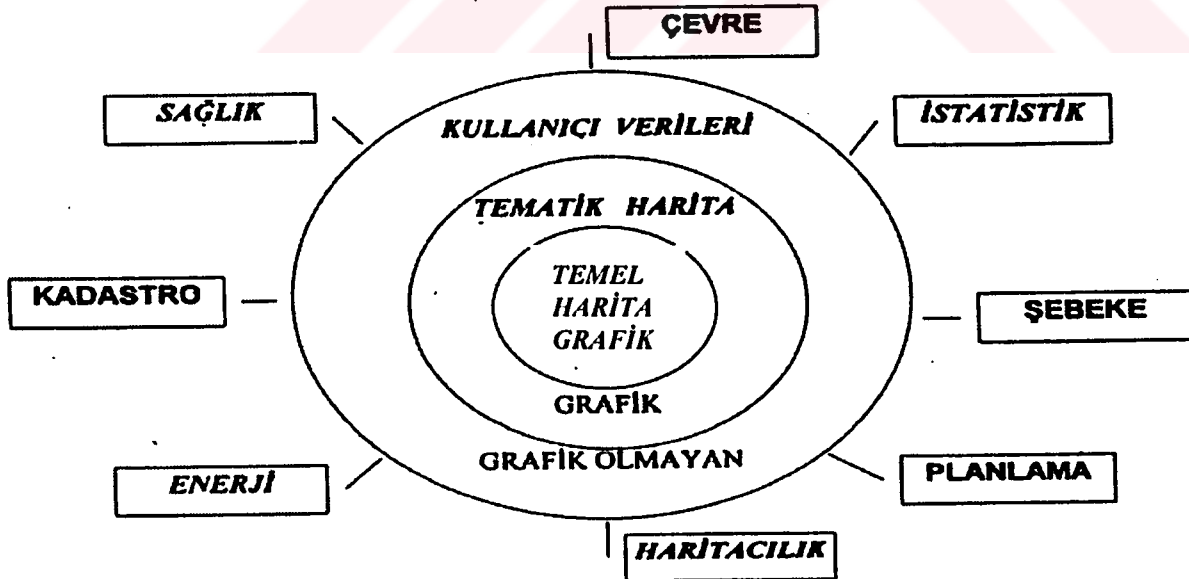 ÇEVRE
SAĞLIK
İSTATİSTİK
KULLANIÇI VERİLERİ
TEMATİK HARİTA
TEMEL
HARİTA
GRAFİK
KADASTRO
ŞEBEKE
GRAFİK
GRAFİK OLMAYAN
ENERJİ
PLANLAMA
HARİTACILIK